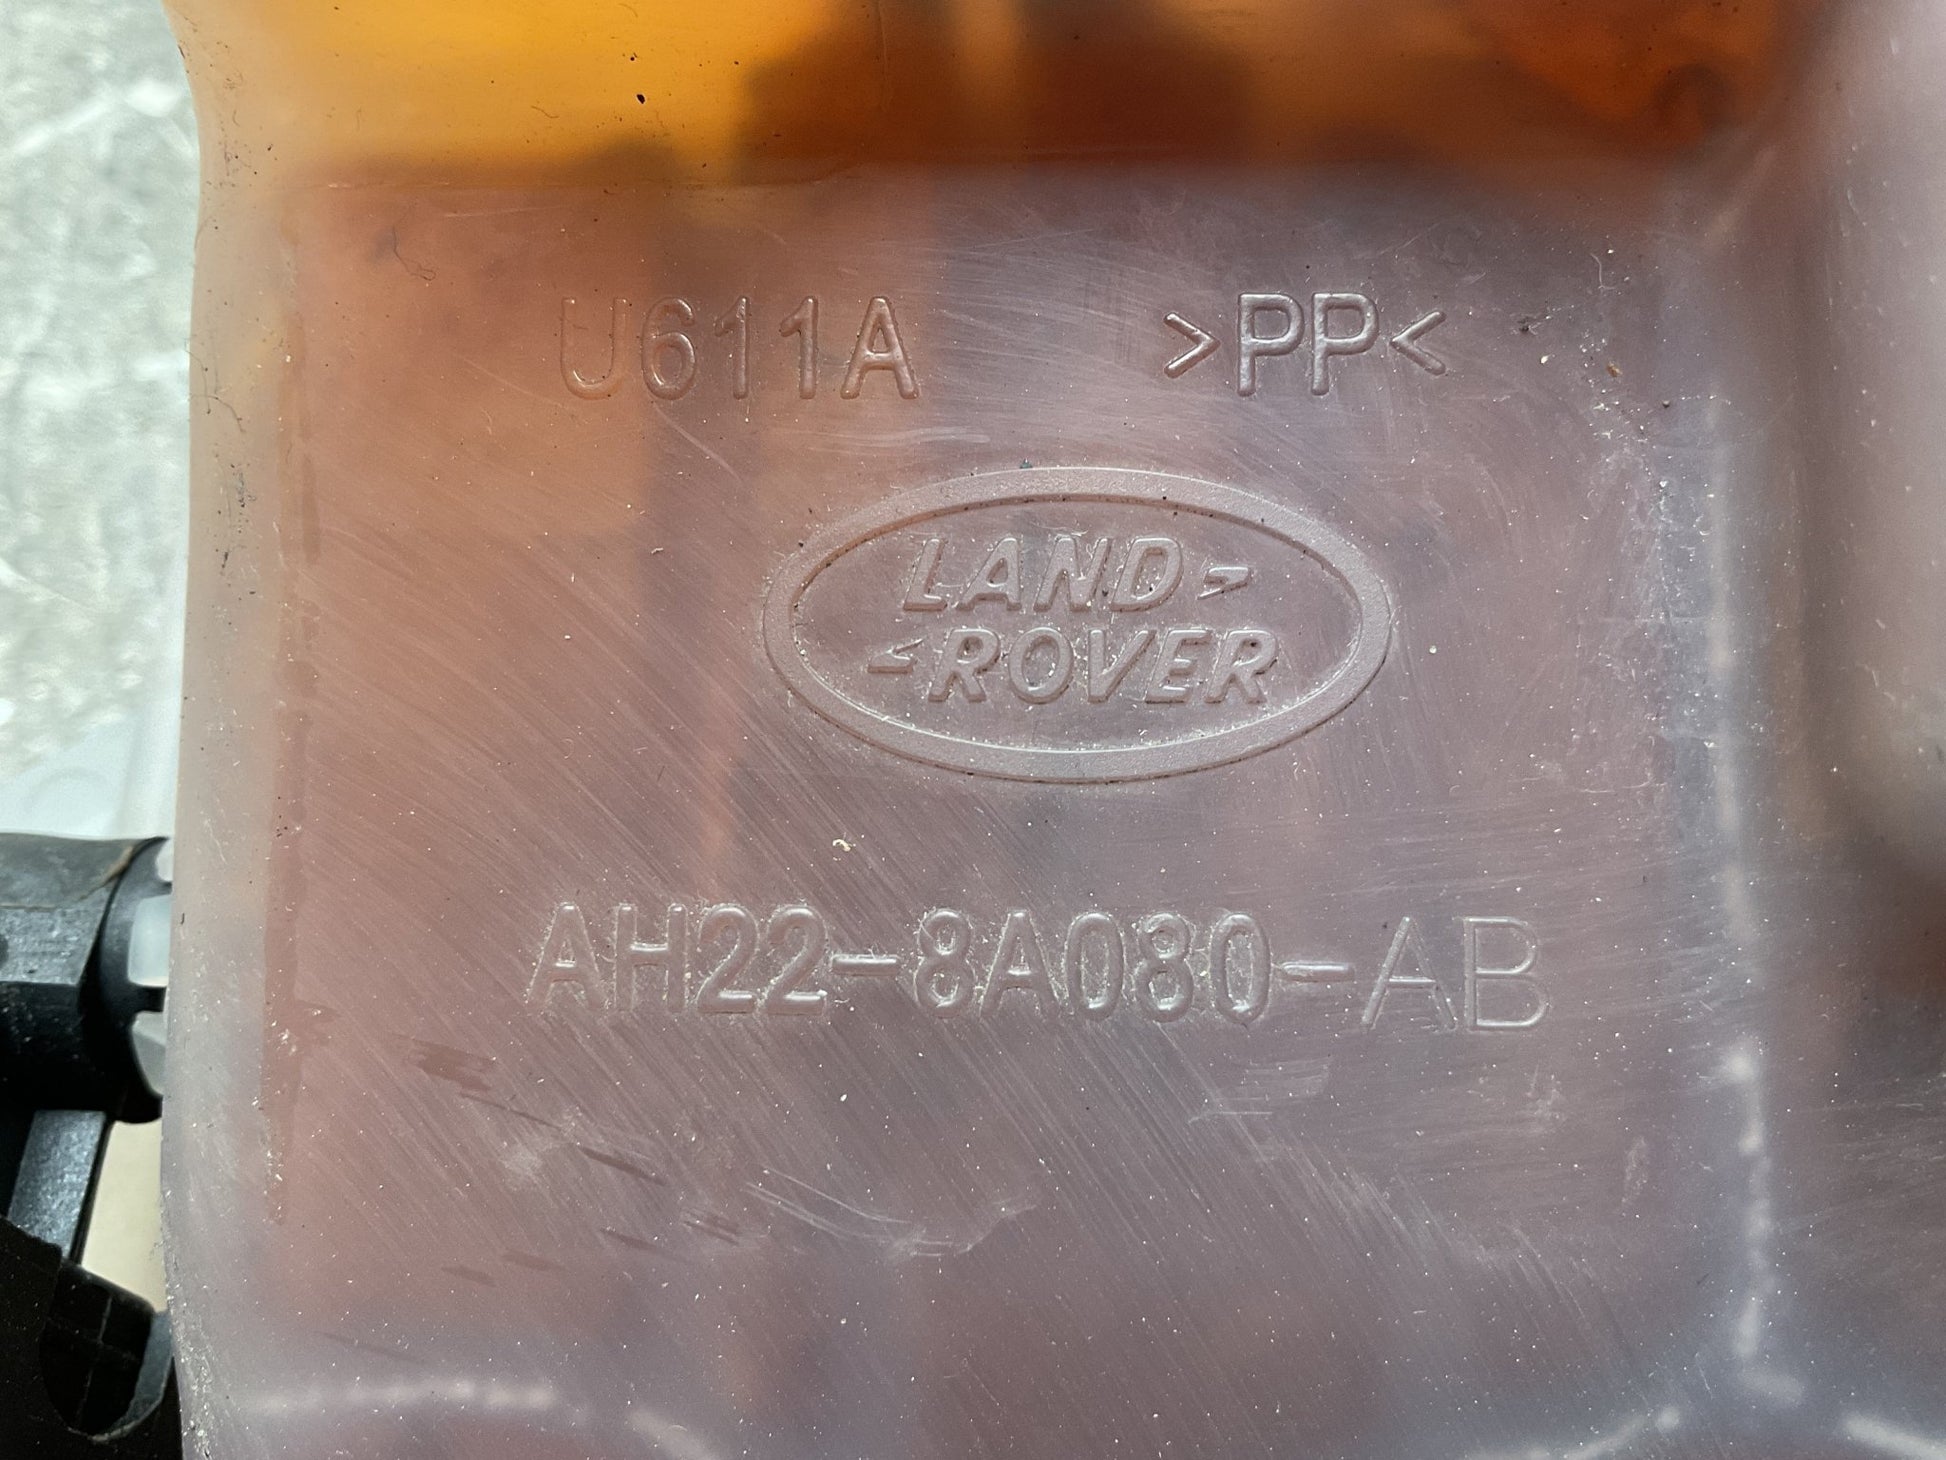 U611A >PP<
LAND
ROVER
AH22-8A080-AB